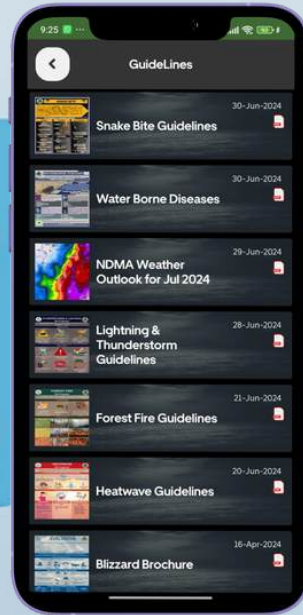 9:25
GuideLines
30-Jun-2024
Snake Bite Guidelines
30-Jun-2024
Water Borne Diseases
29-Jun-2024
NDMA Weather
Outlook for Jul 2024
28-Jun-2024
Lightning &
Thunderstorm
Guidelines
21-Jun-2024
Forest Fire Guidelines
20-Jun-2024
Heatwave Guidelines
16-Apr-2024
Blizzard Brochure